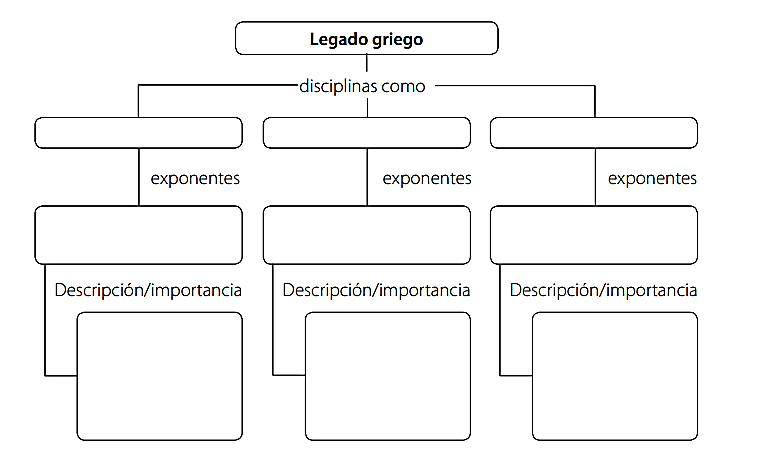 Legado griego
disciplinas como
exponentes
exponentes
exponentes
Descripción/importancia
Descripción/importancia
Descripción/importancia